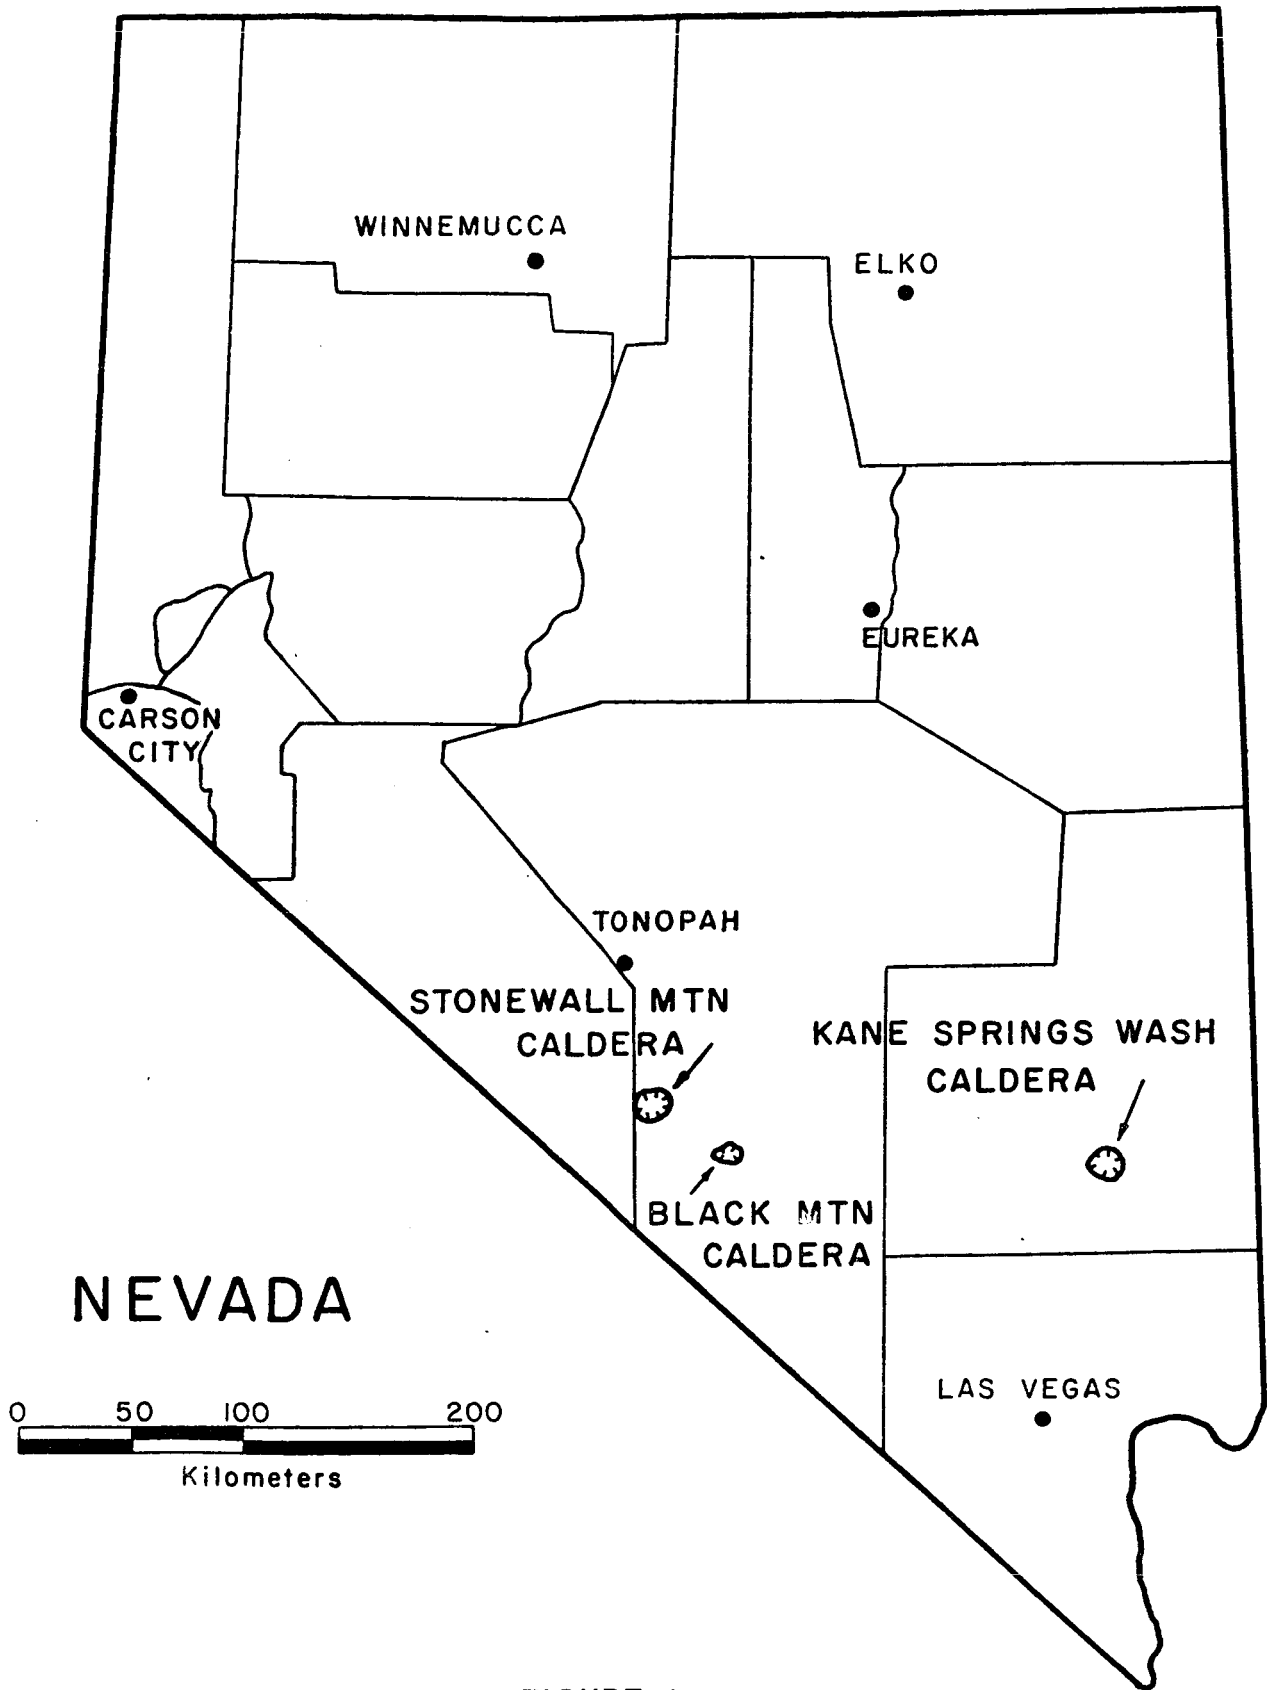 WINNEMUCCA
ELKO
EUREKA
CARSON
CITY
TONOPAH
STONEWALL MTN
CALDERA
KANE SPRINGS WASH
CALDERA
BLACK MTN
CALDERA
NEVADA
LAS VEGAS
0 50 100 200
Kilometers